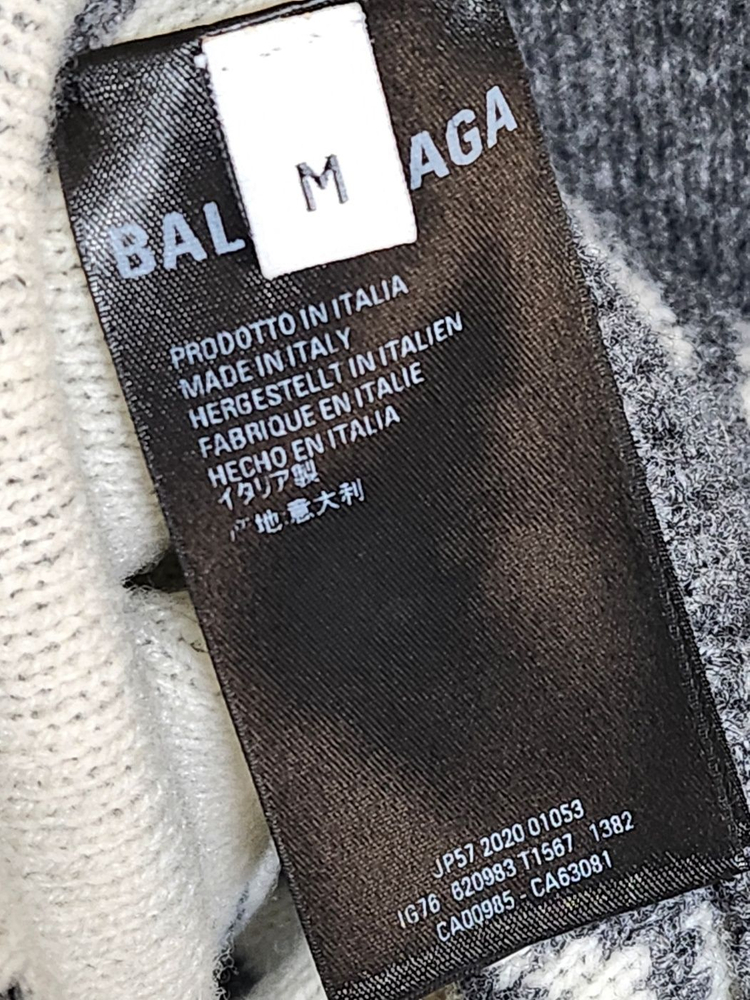 M
BAL AGA
PRODOTTO IN ITALIA
MADE IN ITALY
HERGESTELLT IN ITALIEN
FABRIQUE EN ITALIE
HECHO EN ITALIA
イタリア製
产地 意大利
JP57 2020 01053
IG76 620983 T1567 1382
CA00985 - CA63081